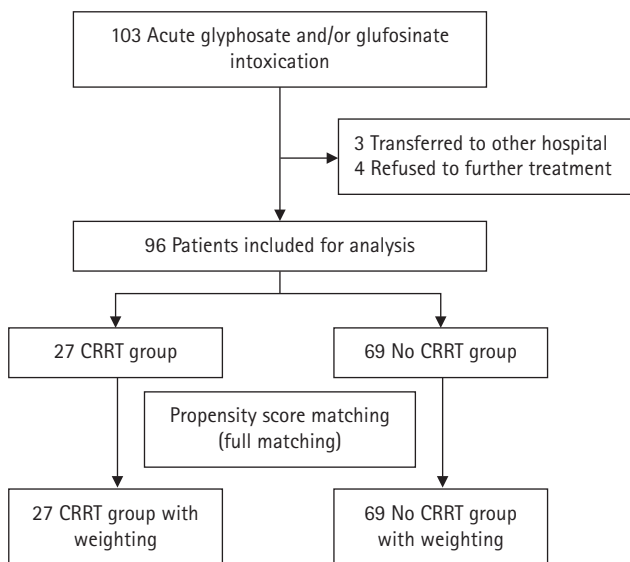 103 Acute glyphosate and/or glufosinate
intoxication
3 Transferred to other hospital
4 Refused to further treatment
96 Patients included for analysis
27 CRRT group
69 No CRRT group
Propensity score matching
(full matching)
27 CRRT group with
weighting
69 No CRRT group
with weighting